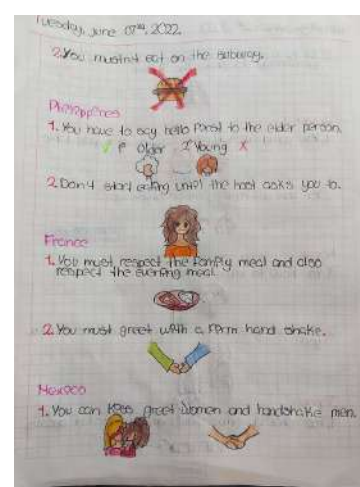 Tuesday, June 07th, 2022.
2. You mustn't eat on the subway.
Philippines
1. You have to say hello first to the elder person.
1º Older 2º Young X
2. Don't start eating until the host asks you to.
France
1. You must respect the family meal and also
respect the evening meal.
2. You must greet with a firm hand shake.
Mexico
1. You can kiss greet women and handshake men.